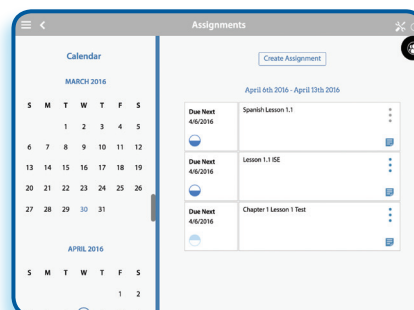 Assignments
Calendar
MARCH 2016
S M T W T F S
1 2 3 4 5
6 7 8 9 10 11 12
13 14 15 16 17 18 19
20 21 22 23 24 25 26
27 28 29 30 31
APRIL 2016
S M T W T F S
1 2
Create Assignment
April 6th 2016 - April 13th 2016
Due Next
4/6/2016
Spanish Lesson 1.1
Due Next
4/6/2016
Lesson 1.1 ISE
Due Next
4/6/2016
Chapter 1 Lesson 1 Test